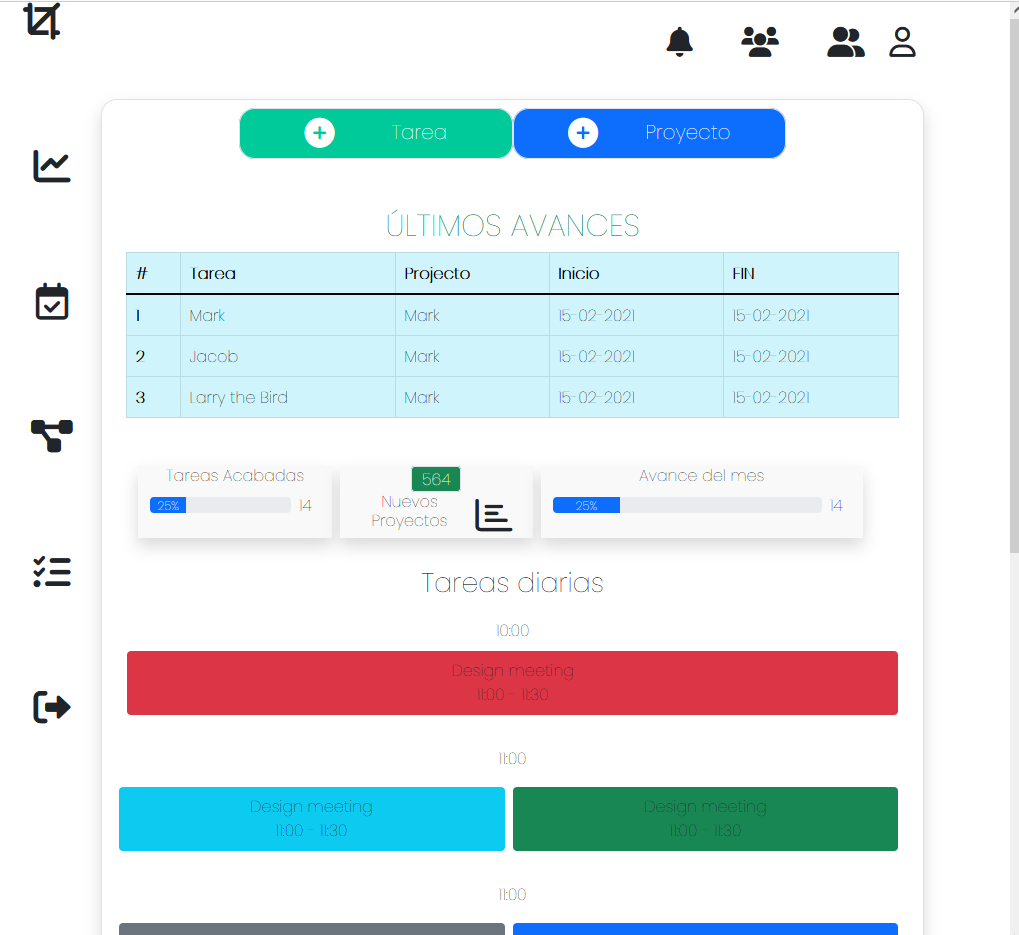 Tarea Proyecto
ÚLTIMOS AVANCES
# Tarea Projecto Inicio FIN
1 Mark Mark 15-02-2021 15-02-2021
2 Jacob Mark 15-02-2021 15-02-2021
3 Larry the Bird Mark 15-02-2021 15-02-2021
Tareas Acabadas
25% 14
564
Nuevos
Proyectos
Avance del mes
25% 14
Tareas diarias
10:00
Design meeting
11:00 - 11:30
11:00
Design meeting
11:00 - 11:30
Design meeting
11:00 - 11:30
11:00